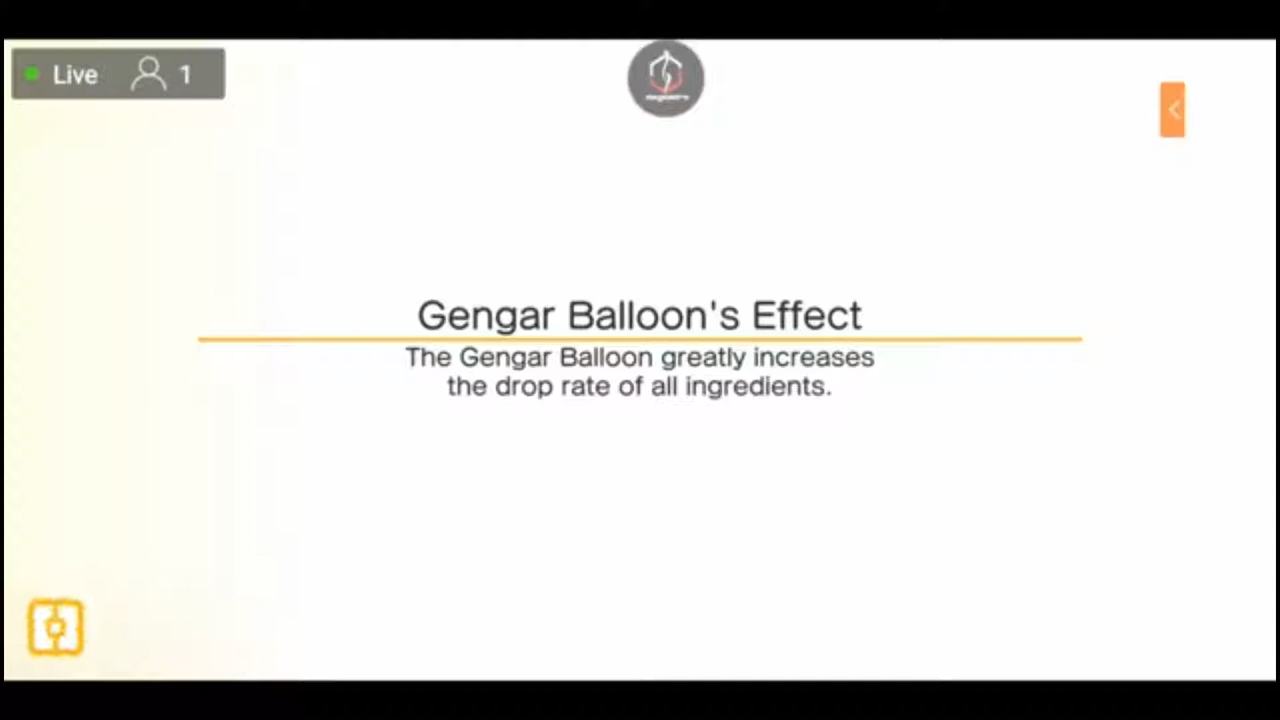 Live 1
Gengar Balloon's Effect
The Gengar Balloon greatly increases
the drop rate of all ingredients.